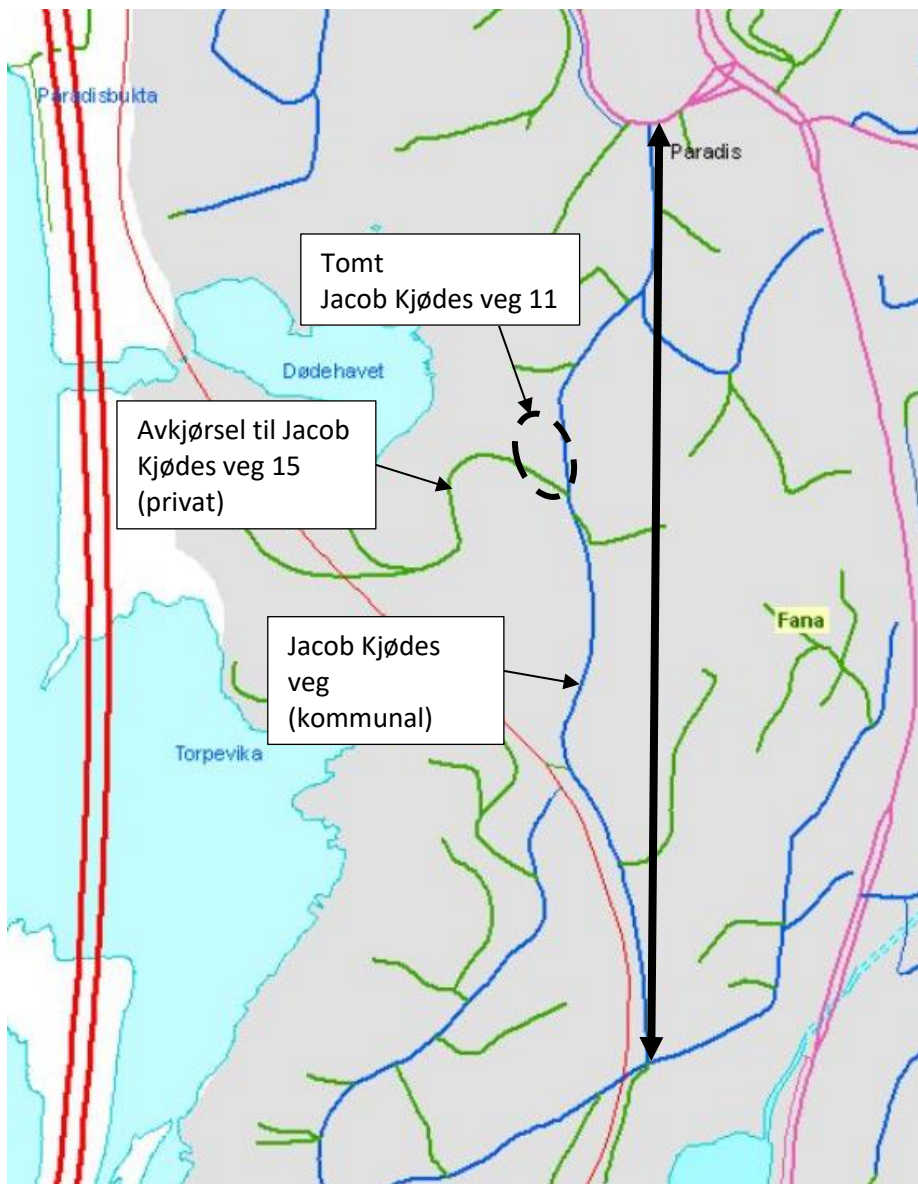 Paradisbukta
Paradis
Tomt
Jacob Kjødes veg 11
Dødehavet
Avkjørsel til Jacob
Kjødes veg 15
(privat)
Fana
Jacob Kjødes
veg
(kommunal)
Torpevika